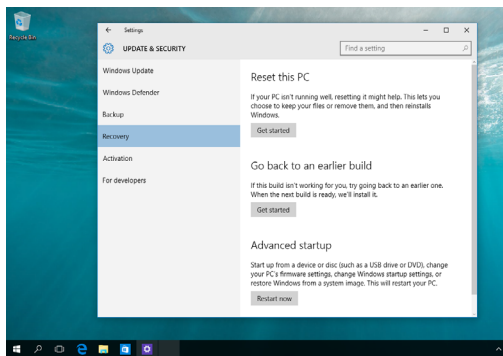 Recycle Bin
Settings
UPDATE & SECURITY
Find a setting
Windows Update
Windows Defender
Backup
Recovery
Activation
For developers
Reset this PC
If your PC isn't running well, resetting it might help. This lets you
choose to keep your files or remove them, and then reinstalls
Windows.
Get started
Go back to an earlier build
If this build isn't working for you, try going back to an earlier one.
When the next build is ready, we'll install it.
Get started
Advanced startup
Start up from a device or disc (such as a USB drive or DVD), change
your PC's firmware settings, change Windows startup settings, or
restore Windows from a system image. This will restart your PC.
Restart now